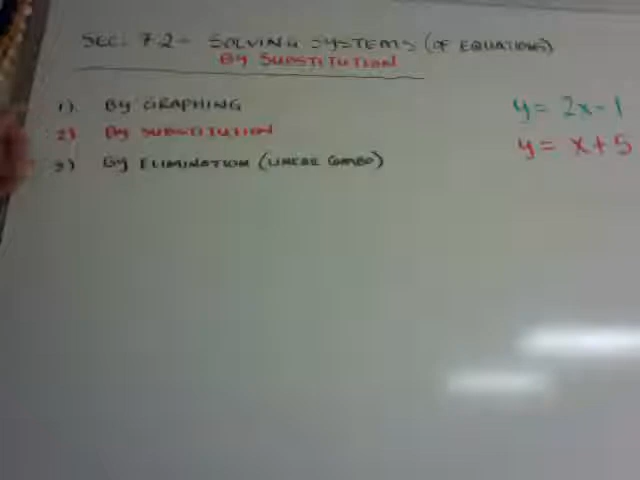 SEC. 7.2 - SOLVING SYSTEMS (OF EQUATIONS)
BY SUBSTITUTION
1) BY GRAPHING
2) BY SUBSTITUTION
3) BY ELIMINATION (LINEAR COMBO)
y = 2x - 1
y = x + 5